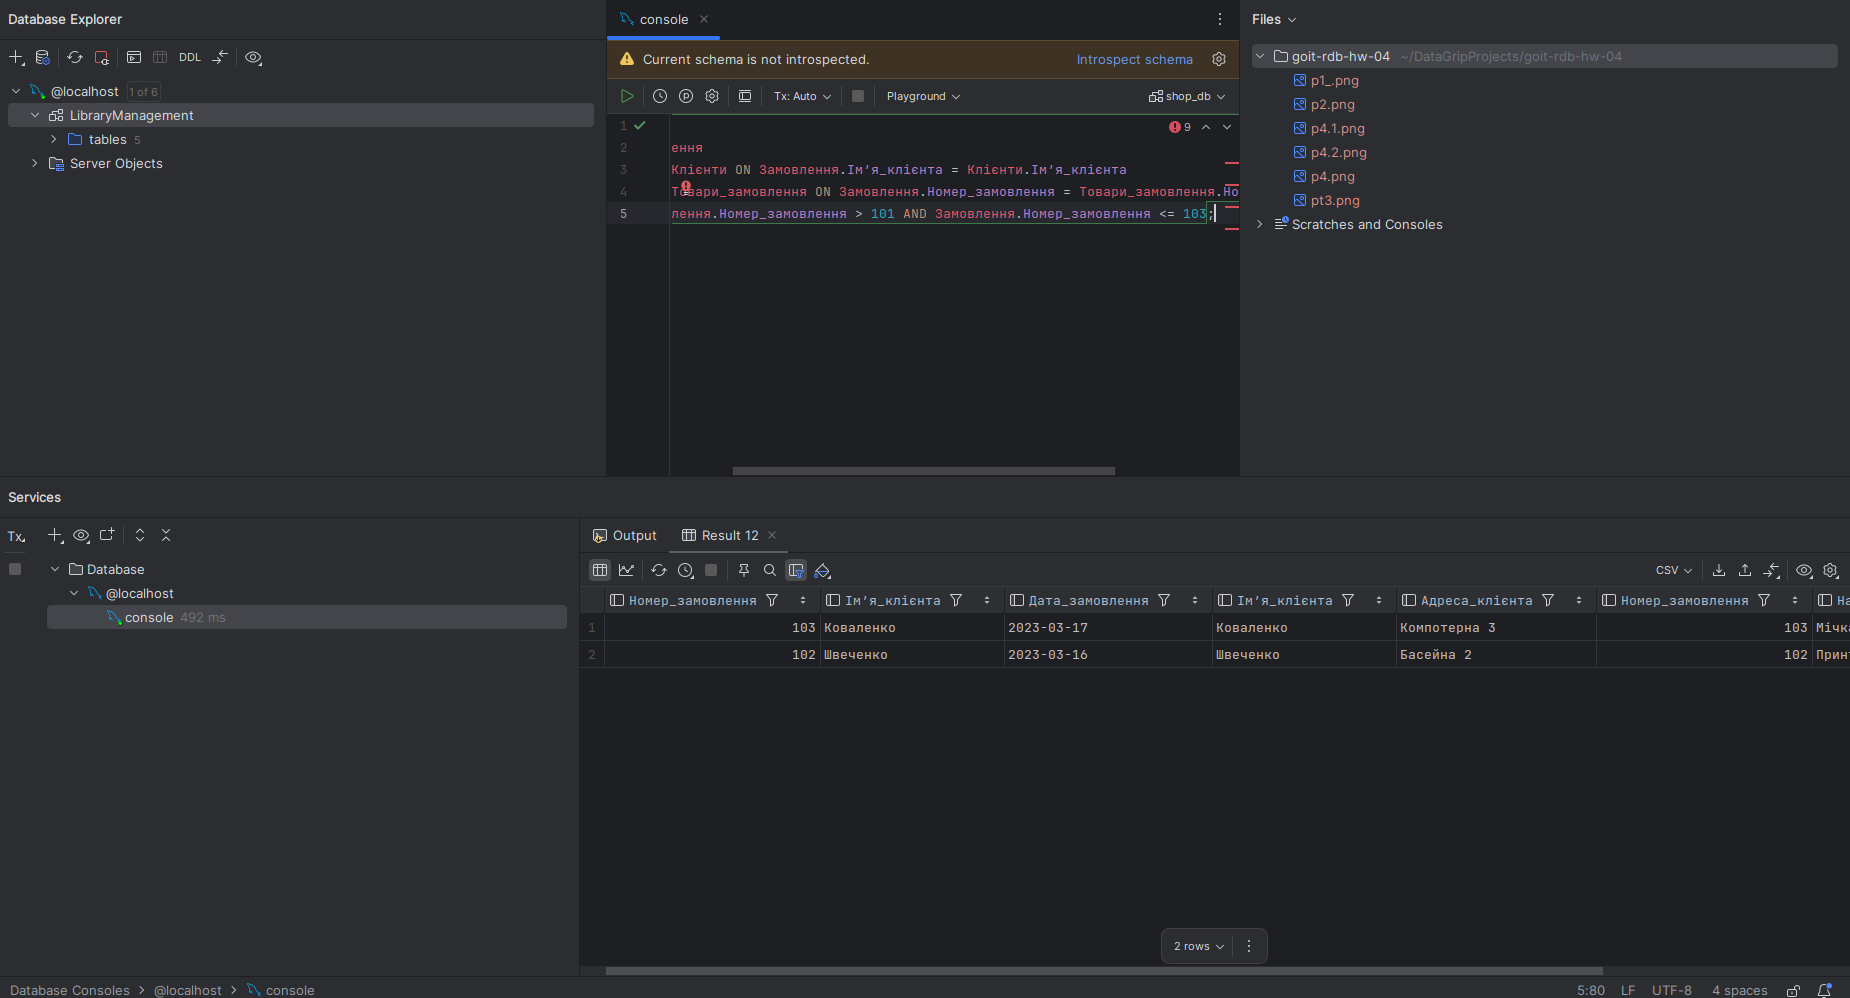 Database Explorer
DDL
@localhost 1 of 6
LibraryManagement
tables 5
Server Objects
console
Current schema is not introspected. Introspect schema
Tx: Auto Playground shop_db
1
2 ення
3 Клієнти ON Замовлення.Ім'я_клієнта = Клієнти.Ім'я_клієнта
4 Товари_замовлення ON Замовлення.Номер_замовлення = Товари_замовлення.Но
5 лення.Номер_замовлення > 101 AND Замовлення.Номер_замовлення <= 103;
9
Files
goit-rdb-hw-04 ~/DataGripProjects/goit-rdb-hw-04
p1_.png
p2.png
p4.1.png
p4.2.png
p4.png
pt3.png
Scratches and Consoles
Services
Tx
Database
@localhost
console 492 ms
Output Result 12
CSV
Номер_замовлення Ім'я_клієнта Дата_замовлення Ім'я_клієнта Адреса_клієнта Номер_замовлення На
1 103 Коваленко 2023-03-17 Коваленко Компотерна 3 103 Мічк
2 102 Швеченко 2023-03-16 Швеченко Басейна 2 102 Прин
2 rows
Database Consoles > @localhost > console
5:80 LF UTF-8 4 spaces